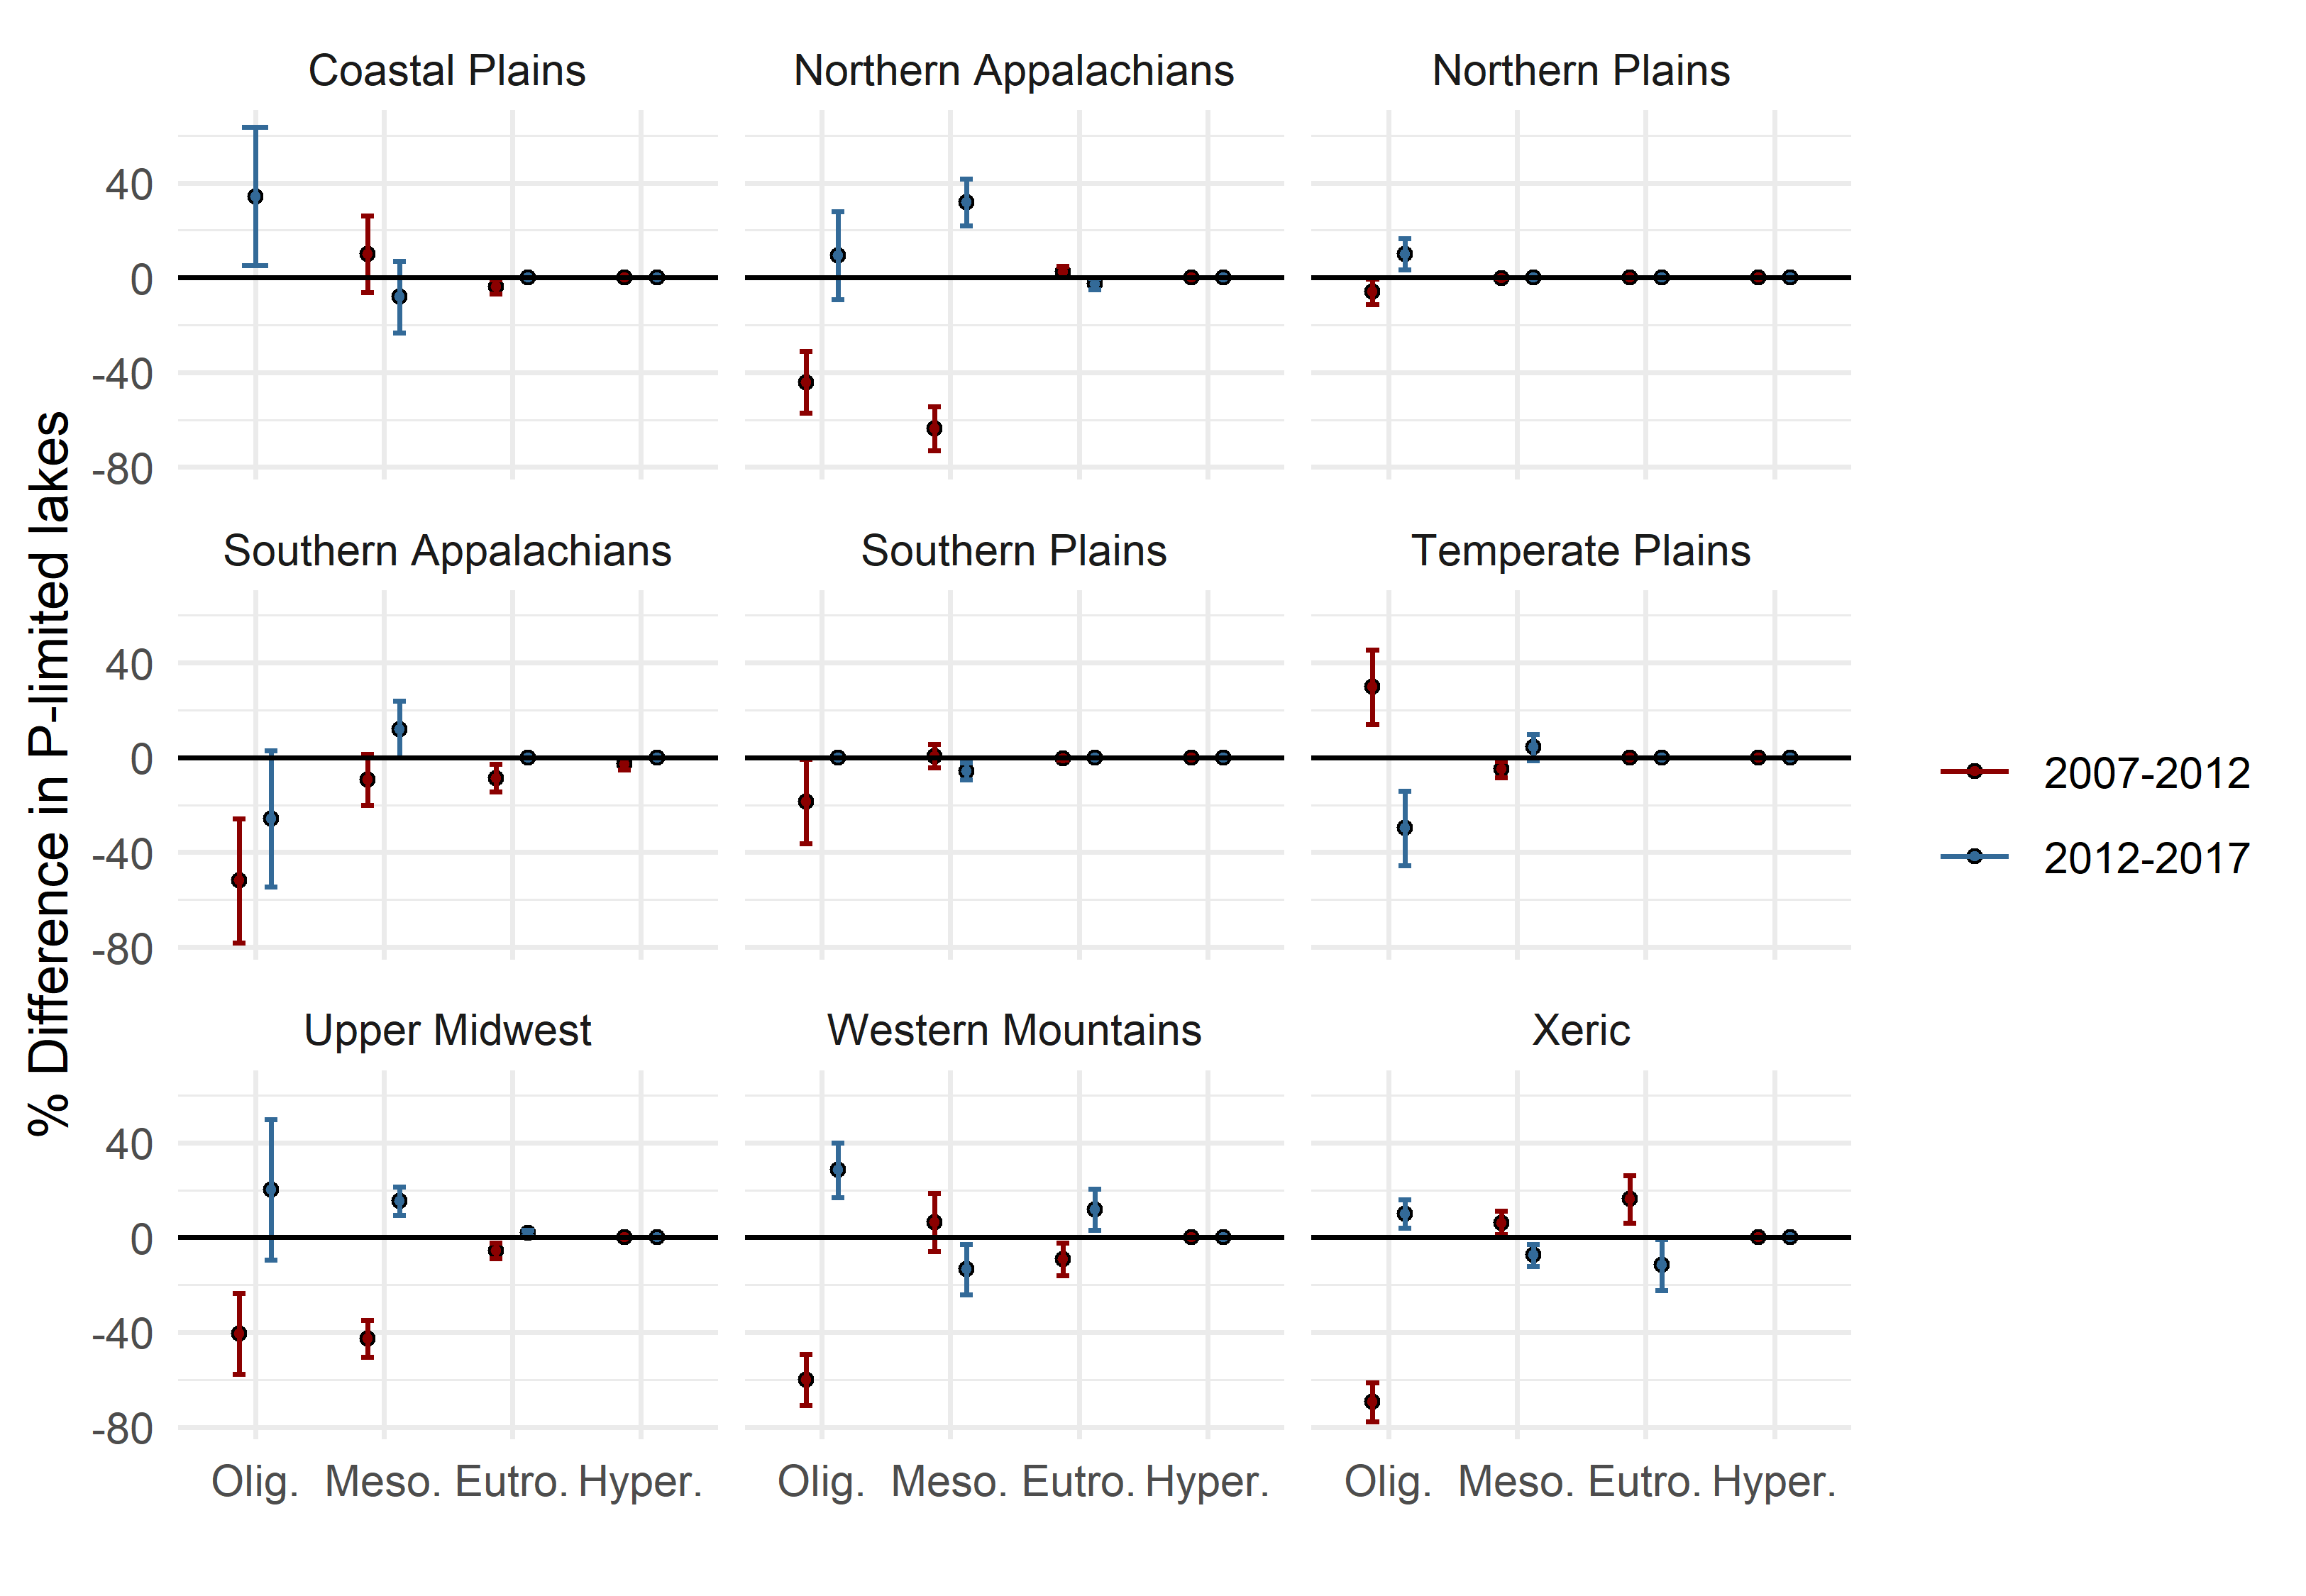 Coastal Plains
Northern Appalachians
Northern Plains
40
0
-40
-80
Southern Appalachians
Southern Plains
Temperate Plains
40
0
-40
-80
Upper Midwest
Western Mountains
Xeric
40
0
-40
-80
Olig. Meso. Eutro. Hyper.
Olig. Meso. Eutro. Hyper.
Olig. Meso. Eutro. Hyper.
% Difference in P-limited lakes
2007-2012
2012-2017